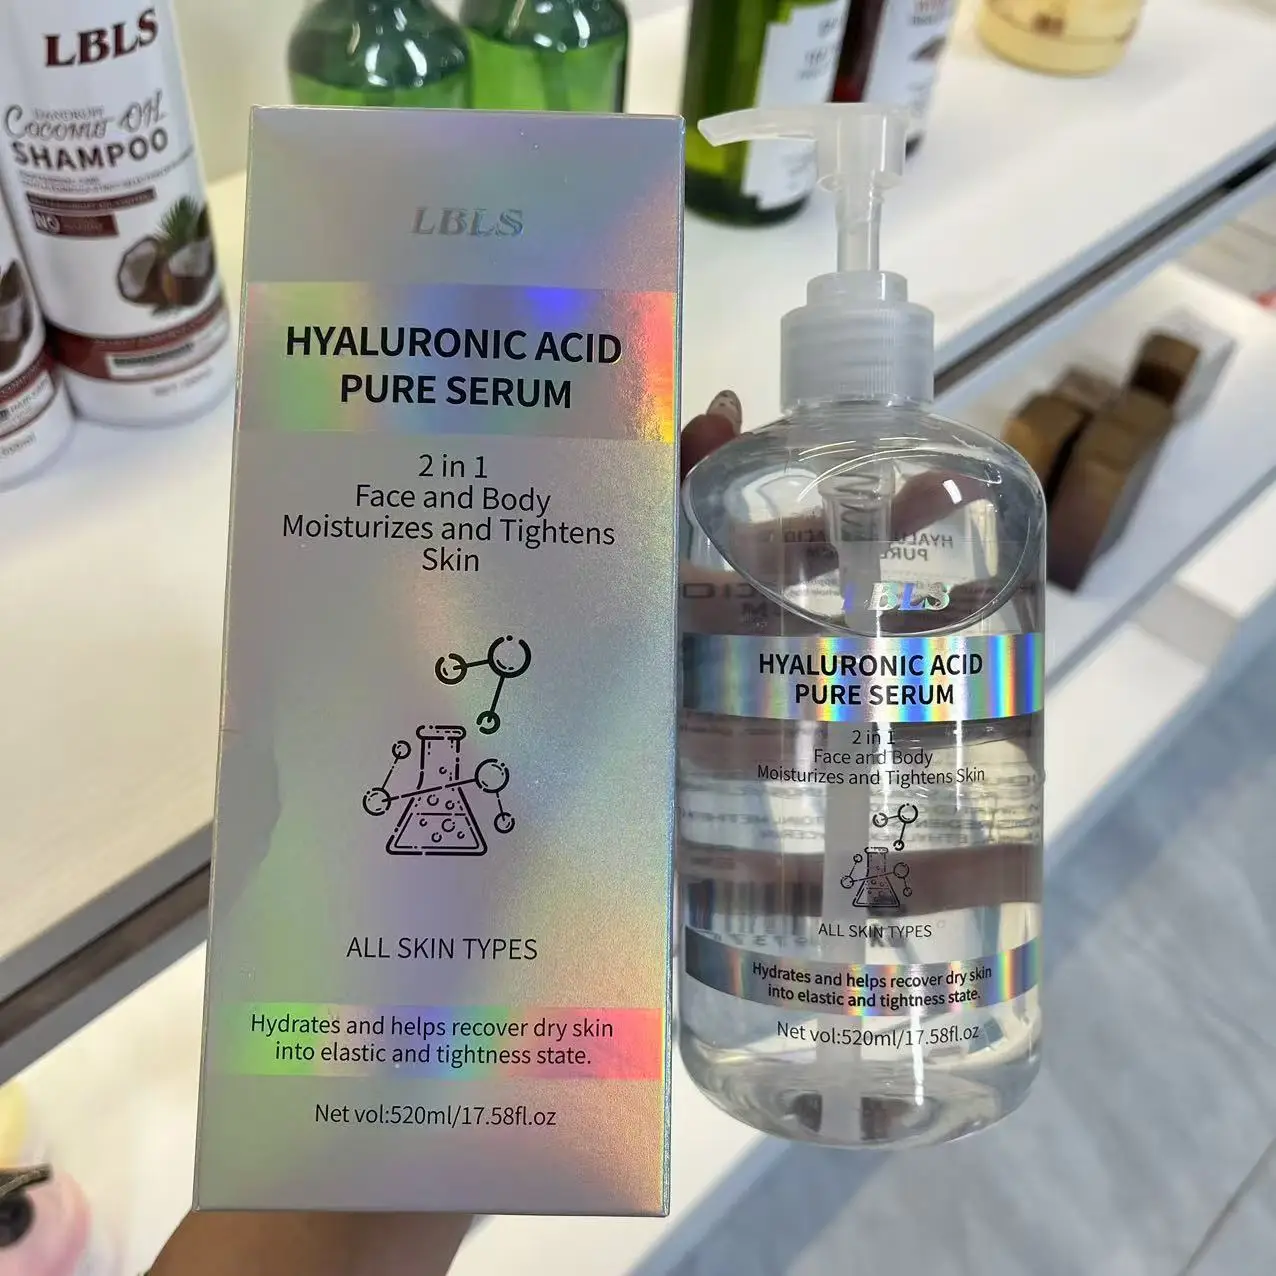 LBLS
Coconut Oil
SHAMPOO
NO
LBLS
HYALURONIC ACID
PURE SERUM
2 in 1
Face and Body
Moisturizes and Tightens
Skin
ALL SKIN TYPES
Hydrates and helps recover dry skin
into elastic and tightness state.
Net vol:520ml/17.58fl.oz
LBLS
HYALURONIC ACID
PURE SERUM
2 in 1
Face and Body
Moisturizes and Tightens Skin
ALL SKIN TYPES
Hydrates and helps recover dry skin
into elastic and tightness state.
Net vol:520ml/17.58fl.oz